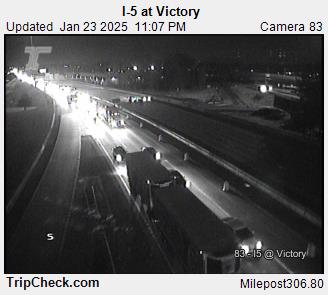 I-5 at Victory
Updated  Jan 23 2025  11:07 PM
Camera 83
S
83 - I5 @ Victory
TripCheck.com
Milepost306.80